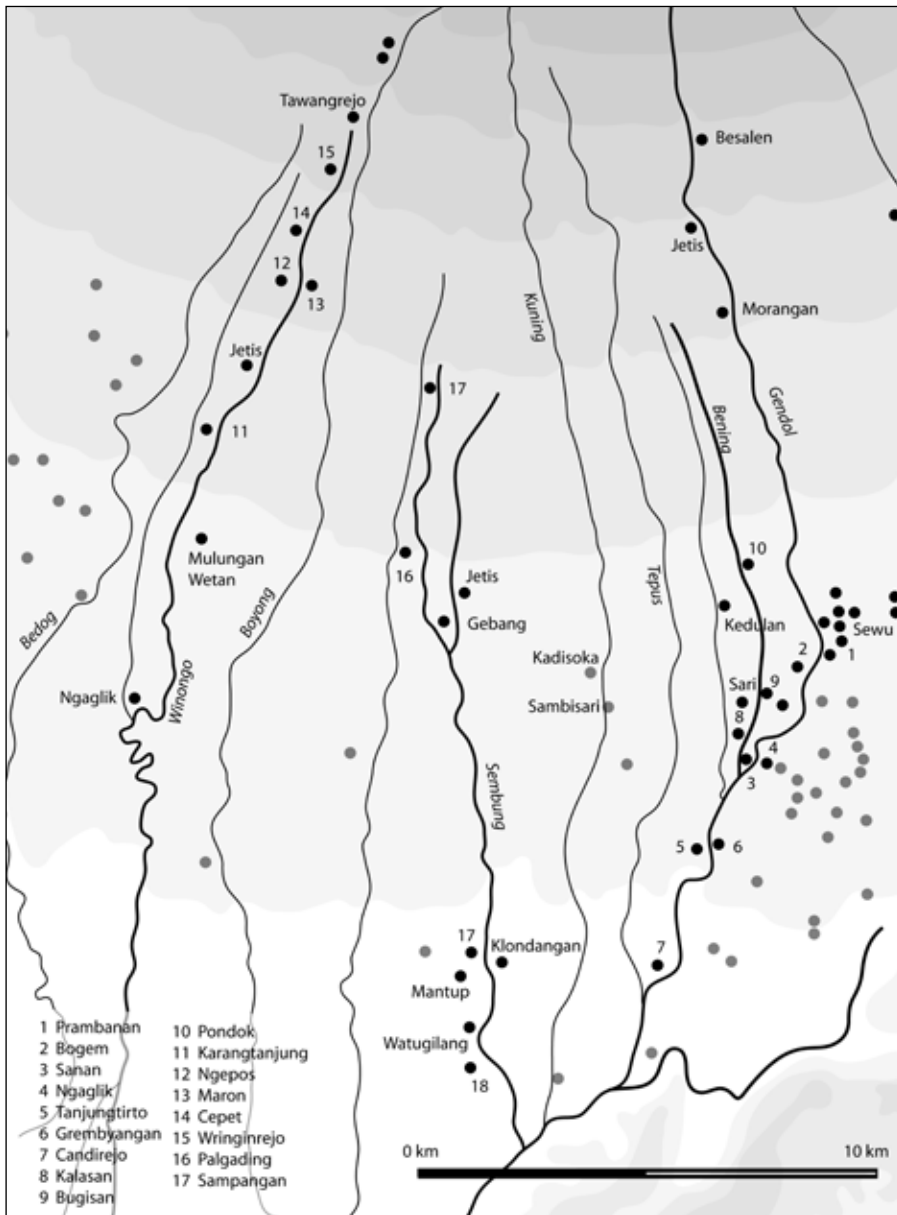 Tawangrejo
15
Besalen
14
Jetis
12
13
Kuning
Morangan
Jetis
17
Gendol
Bening
11
Mulungan
Wetan
16
10
Tepus
Jetis
Bedog
Boyong
Gebang
Kedulan
Sewu
Kadisoka
2
1
Ngaglik
Winongo
Sambisari
Sari
9
8
4
3
Sembung
5
6
17
Klondangan
7
Mantup
Watugilang
18
1 Prambanan
2 Bogem
3 Sanan
4 Ngaglik
5 Tanjungtirto
6 Grembyangan
7 Candirejo
8 Kalasan
9 Bugisan
10 Pondok
11 Karangtanjung
12 Ngepos
13 Maron
14 Cepet
15 Wringinrejo
16 Palgading
17 Sampangan
0 km
10 km